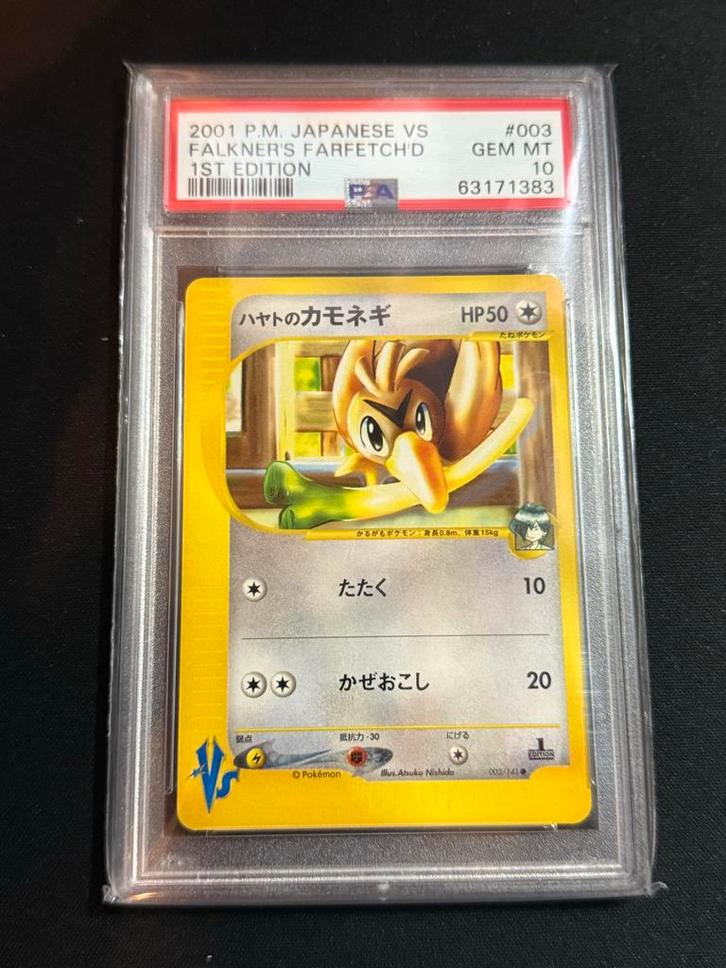 2001 P.M. JAPANESE VS #003
FALKNER'S FARFETCH'D GEM MT
1ST EDITION 10
PSA 63171383
ハヤトのカモネギ HP50
たねポケモン
かるがもポケモン：身長0.8m、体重15kg
たたく 10
かぜおこし 20
弱点 抵抗力-30 にげる
1
EDITION
VS
© Pokémon Illus.Atsuko Nishida 003/141